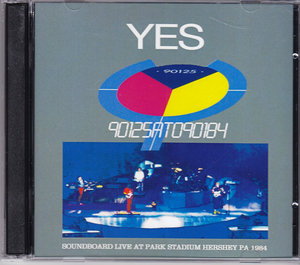 YES
· 90125 ·
90125AT090184
SOUNDBOARD LIVE AT PARK STADIUM HERSHEY PA 1984